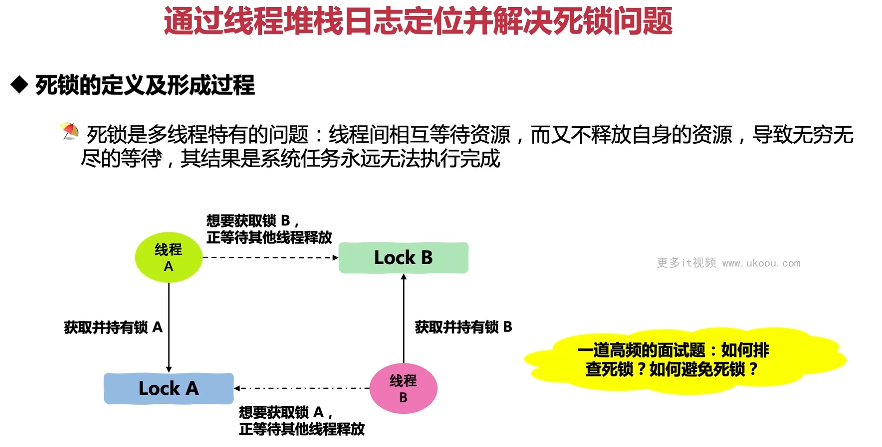 通过线程堆栈日志定位并解决死锁问题
死锁的定义及形成过程
死锁是多线程特有的问题：线程间相互等待资源，而又不释放自身的资源，导致无穷无
尽的等待，其结果是系统任务永远无法执行完成
想要获取锁 B，
正等待其他线程释放
线程
A
Lock B
更多it视频 www.ukoou.com
获取并持有锁 A
获取并持有锁 B
一道高频的面试题：如何排
查死锁？如何避免死锁？
Lock A
线程
B
想要获取锁 A，
正等待其他线程释放